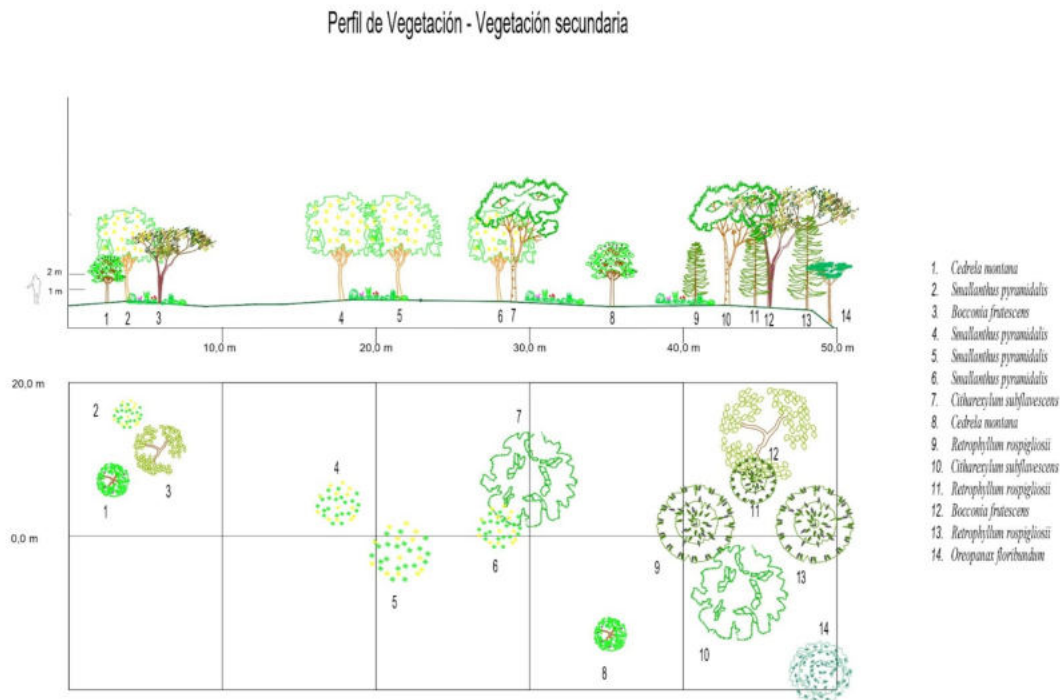 Perfil de Vegetación - Vegetación secundaria
2 m
1 m
1 2 3 4 5 6 7 8 9 10 11 12 13 14
10,0 m 20,0 m 30,0 m 40,0 m 50,0 m
20,0 m
2
7
12
3
4
11
1
0,0 m
6
9
13
5
10
14
8
1. Cedrela montana
2. Smallanthus pyramidalis
3. Bocconia frutescens
4. Smallanthus pyramidalis
5. Smallanthus pyramidalis
6. Smallanthus pyramidalis
7. Citharexylum subflavescens
8. Cedrela montana
9. Retrophyllum rospigliosii
10. Citharexylum subflavescens
11. Retrophyllum rospigliosii
12. Bocconia frutescens
13. Retrophyllum rospigliosii
14. Oreopanax floribundum